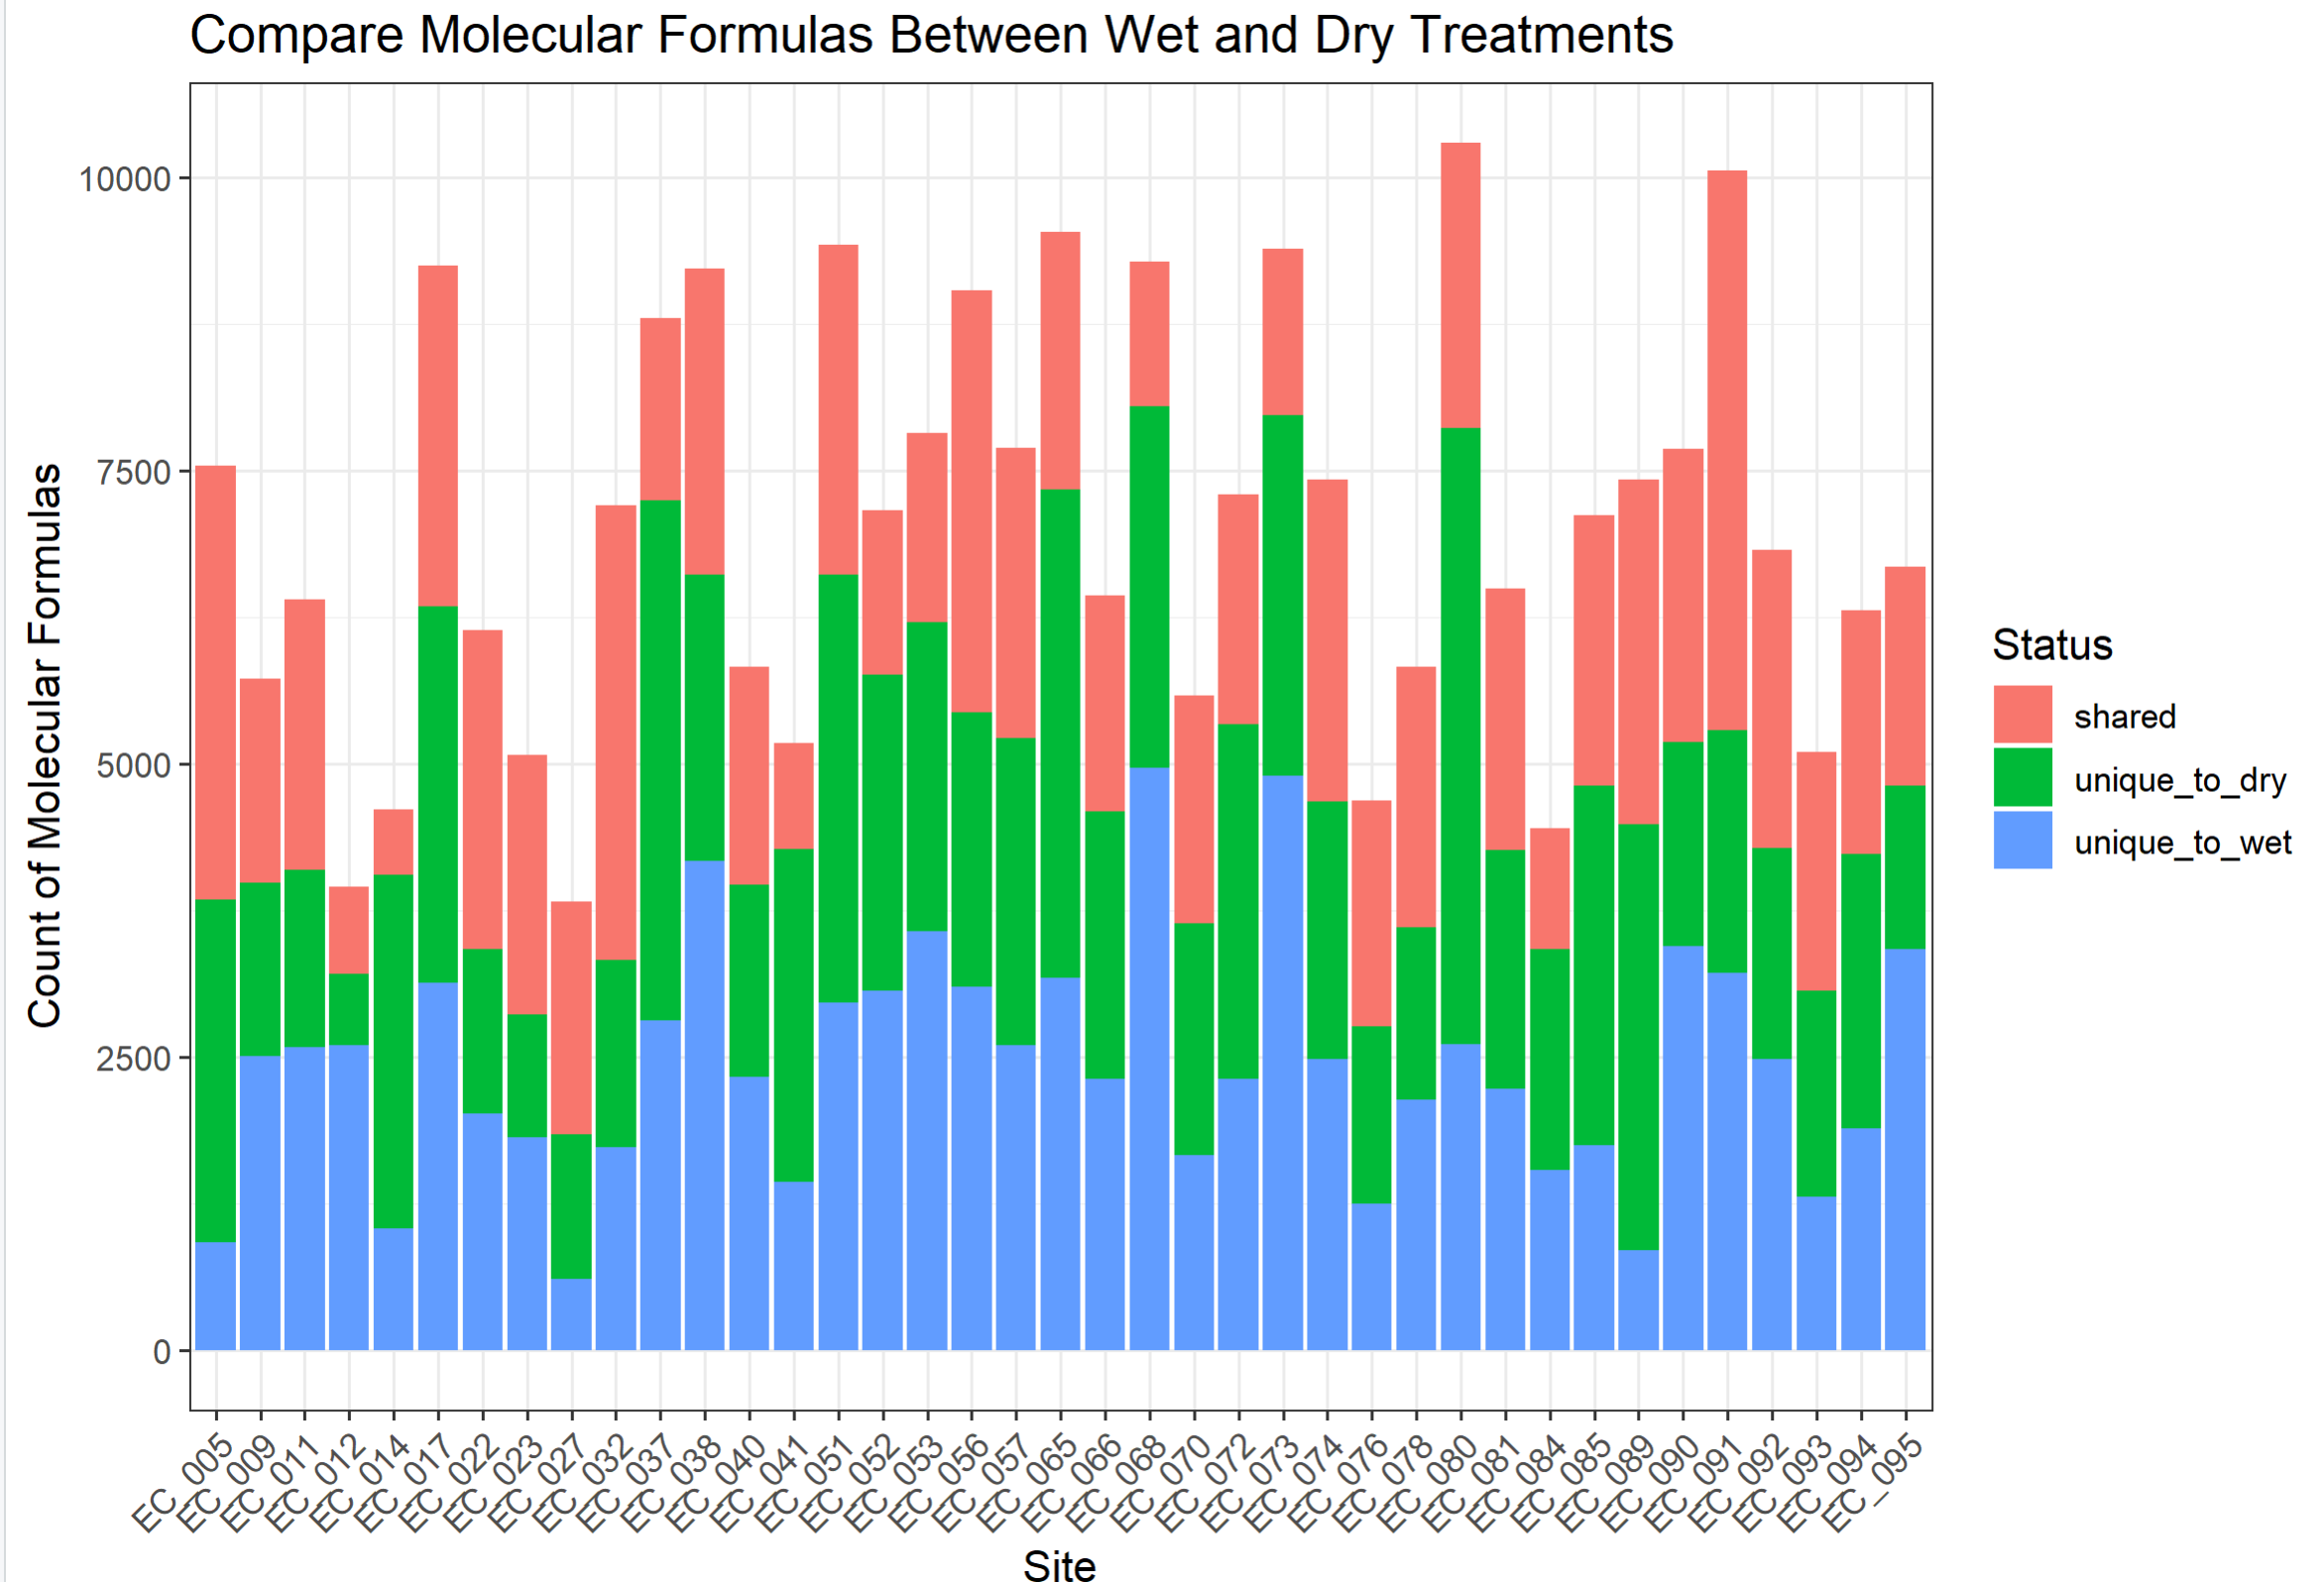 Compare Molecular Formulas Between Wet and Dry Treatments
Count of Molecular Formulas
10000
7500
5000
2500
0
EC_005
EC_009
EC_011
EC_012
EC_014
EC_017
EC_022
EC_023
EC_027
EC_032
EC_037
EC_038
EC_040
EC_041
EC_051
EC_052
EC_053
EC_056
EC_057
EC_065
EC_066
EC_068
EC_070
EC_072
EC_073
EC_074
EC_076
EC_078
EC_080
EC_081
EC_084
EC_085
EC_089
EC_090
EC_091
EC_092
EC_093
EC_094
EC_095
Site
Status
shared
unique_to_dry
unique_to_wet